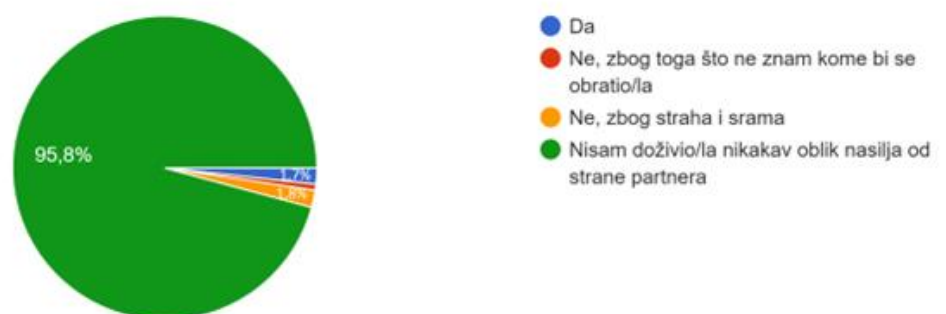 Da
Ne, zbog toga što ne znam kome bi se
obratio/la
Ne, zbog straha i srama
Nisam doživio/la nikakav oblik nasilja od
strane partnera
95,8%
1,7%
1,8%